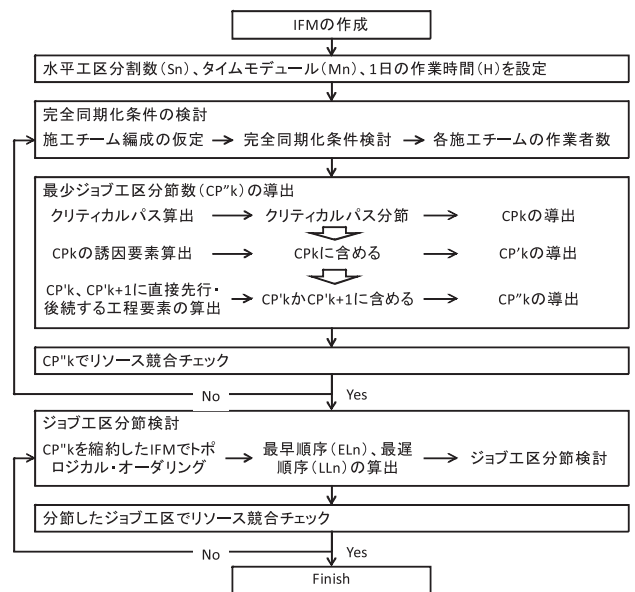 IFMの作成
水平工区分割数(Sn)、タイムモデュール(Mn)、1日の作業時間(H)を設定
完全同期化条件の検討
施工チーム編成の仮定 → 完全同期化条件検討 → 各施工チームの作業者数
最少ジョブ工区分節数(CP"k)の導出
クリティカルパス算出 → クリティカルパス分節 → CPkの導出
CPkの誘因要素算出 → CPkに含める → CP'kの導出
CP'k、CP'k+1に直接先行・
後続する工程要素の算出 → CP'kかCP'k+1に含める → CP"kの導出
CP"kでリソース競合チェック
No Yes
ジョブ工区分節検討
CP"kを縮約したIFMでトポ
ロジカル・オーダリング → 最早順序(ELn)、最遅
順序(LLn)の算出 → ジョブ工区分節検討
分節したジョブ工区でリソース競合チェック
No Yes
Finish